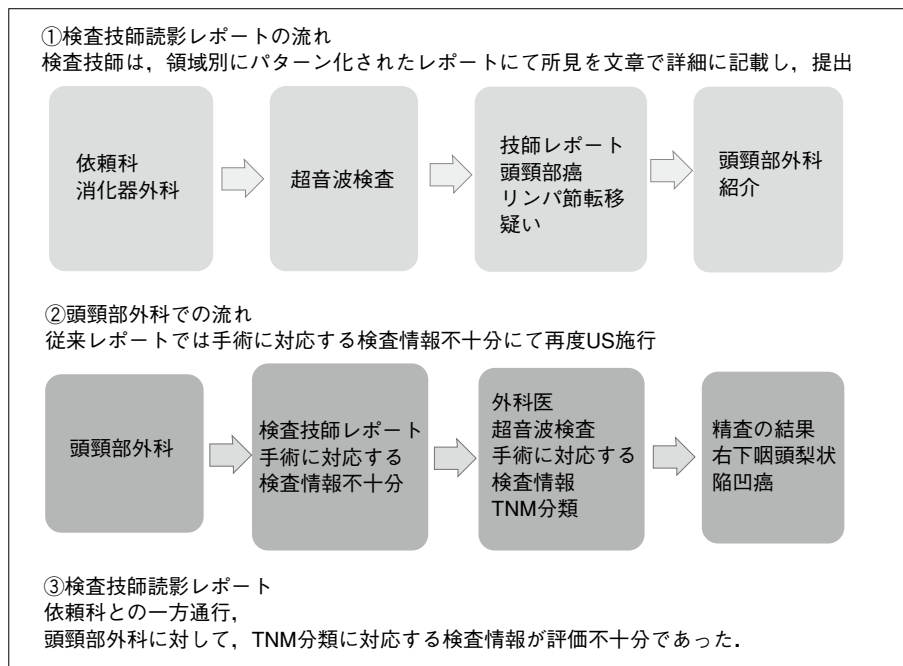 ①検査技師読影レポートの流れ
検査技師は，領域別にパターン化されたレポートにて所見を文章で詳細に記載し，提出
依頼科
消化器外科
超音波検査
技師レポート
頭頸部癌
リンパ節転移
疑い
頭頸部外科
紹介
②頭頸部外科での流れ
従来レポートでは手術に対応する検査情報不十分にて再度US施行
頭頸部外科
検査技師レポート
手術に対応する
検査情報不十分
外科医
超音波検査
手術に対応する
検査情報
TNM分類
精査の結果
右下咽頭梨状
陥凹癌
③検査技師読影レポート
依頼科との一方通行，
頭頸部外科に対して，TNM分類に対応する検査情報が評価不十分であった．